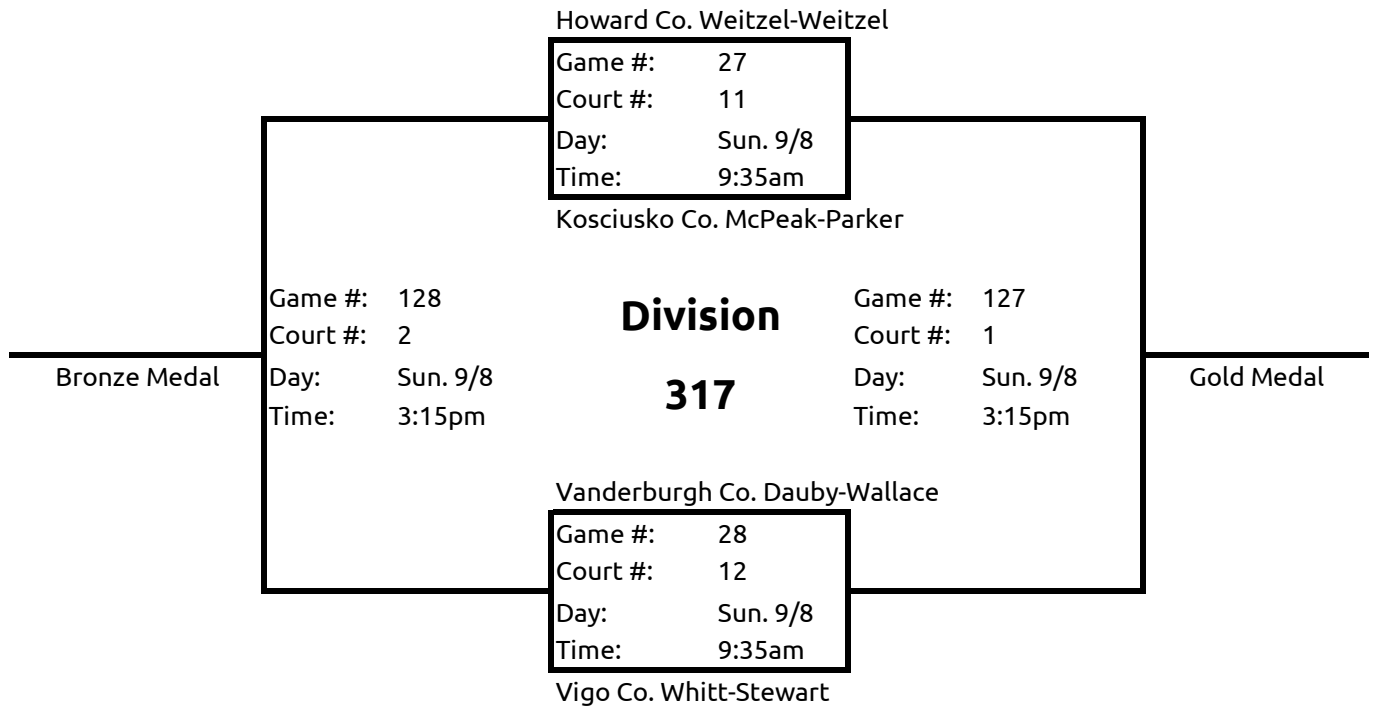 Howard Co. Weitzel-Weitzel
Game #: 27
Court #: 11
Day: Sun. 9/8
Time: 9:35am
Kosciusko Co. McPeak-Parker
Game #: 128
Court #: 2
Day: Sun. 9/8
Time: 3:15pm
Bronze Medal
Division
317
Game #: 127
Court #: 1
Day: Sun. 9/8
Time: 3:15pm
Gold Medal
Vanderburgh Co. Dauby-Wallace
Game #: 28
Court #: 12
Day: Sun. 9/8
Time: 9:35am
Vigo Co. Whitt-Stewart